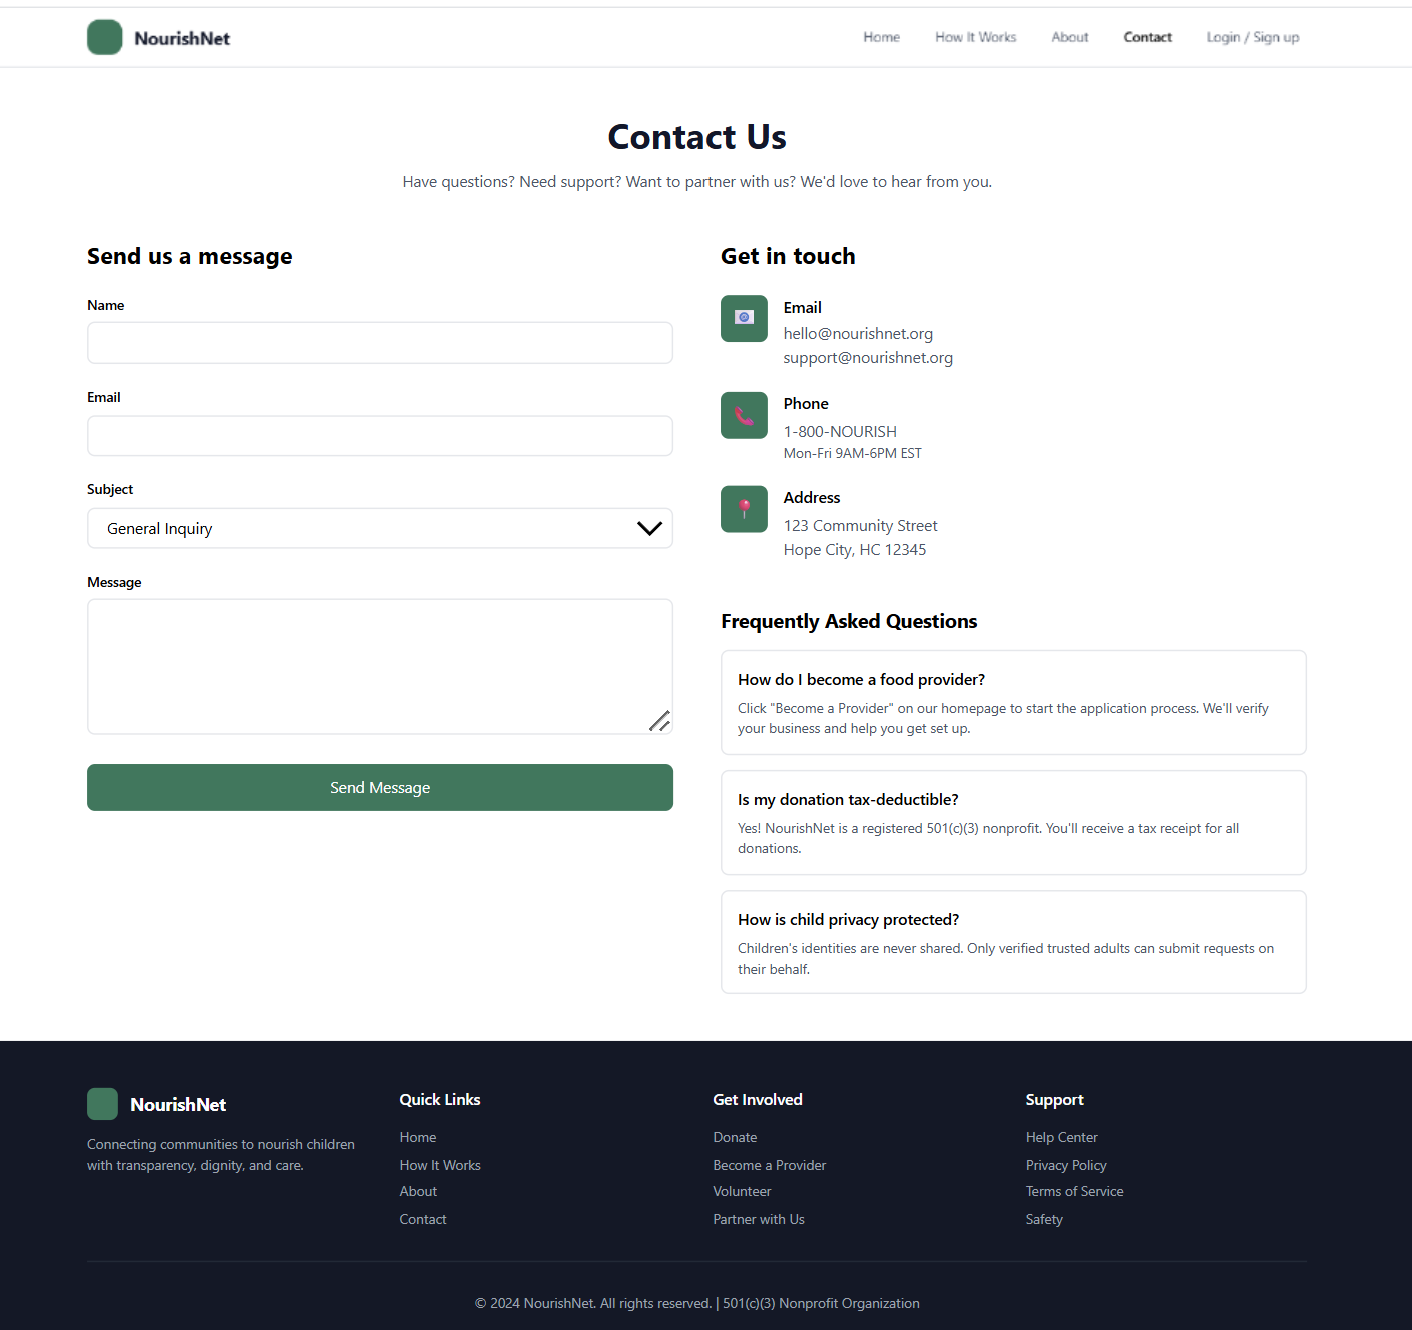 NourishNet
Home
How It Works
About
Contact
Login / Sign up
Contact Us
Have questions? Need support? Want to partner with us? We'd love to hear from you.
Send us a message
Name
Email
Subject
General Inquiry
Message
Send Message
Get in touch
Email
hello@nourishnet.org
support@nourishnet.org
Phone
1-800-NOURISH
Mon-Fri 9AM-6PM EST
Address
123 Community Street
Hope City, HC 12345
Frequently Asked Questions
How do I become a food provider?
Click "Become a Provider" on our homepage to start the application process. We'll verify
your business and help you get set up.
Is my donation tax-deductible?
Yes! NourishNet is a registered 501(c)(3) nonprofit. You'll receive a tax receipt for all
donations.
How is child privacy protected?
Children's identities are never shared. Only verified trusted adults can submit requests on
their behalf.
NourishNet
Connecting communities to nourish children
with transparency, dignity, and care.
Quick Links
Home
How It Works
About
Contact
Get Involved
Donate
Become a Provider
Volunteer
Partner with Us
Support
Help Center
Privacy Policy
Terms of Service
Safety
© 2024 NourishNet. All rights reserved. | 501(c)(3) Nonprofit Organization